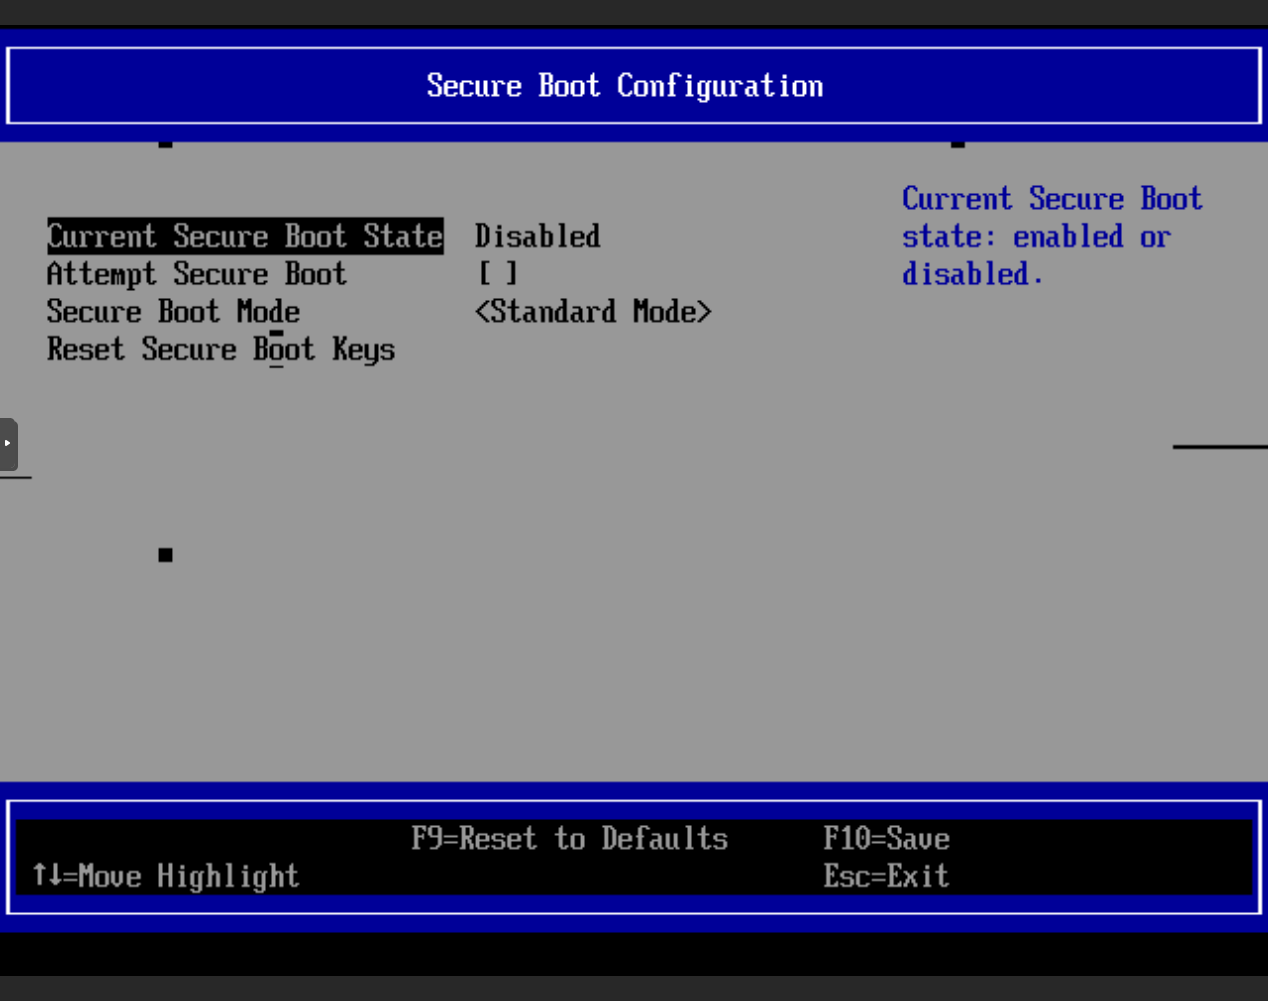 Secure Boot Configuration
Current Secure Boot State Disabled
Attempt Secure Boot [ ]
Secure Boot Mode <Standard Mode>
Reset Secure Boot Keys
Current Secure Boot
state: enabled or
disabled.
F9=Reset to Defaults F10=Save
↑↓=Move Highlight Esc=Exit